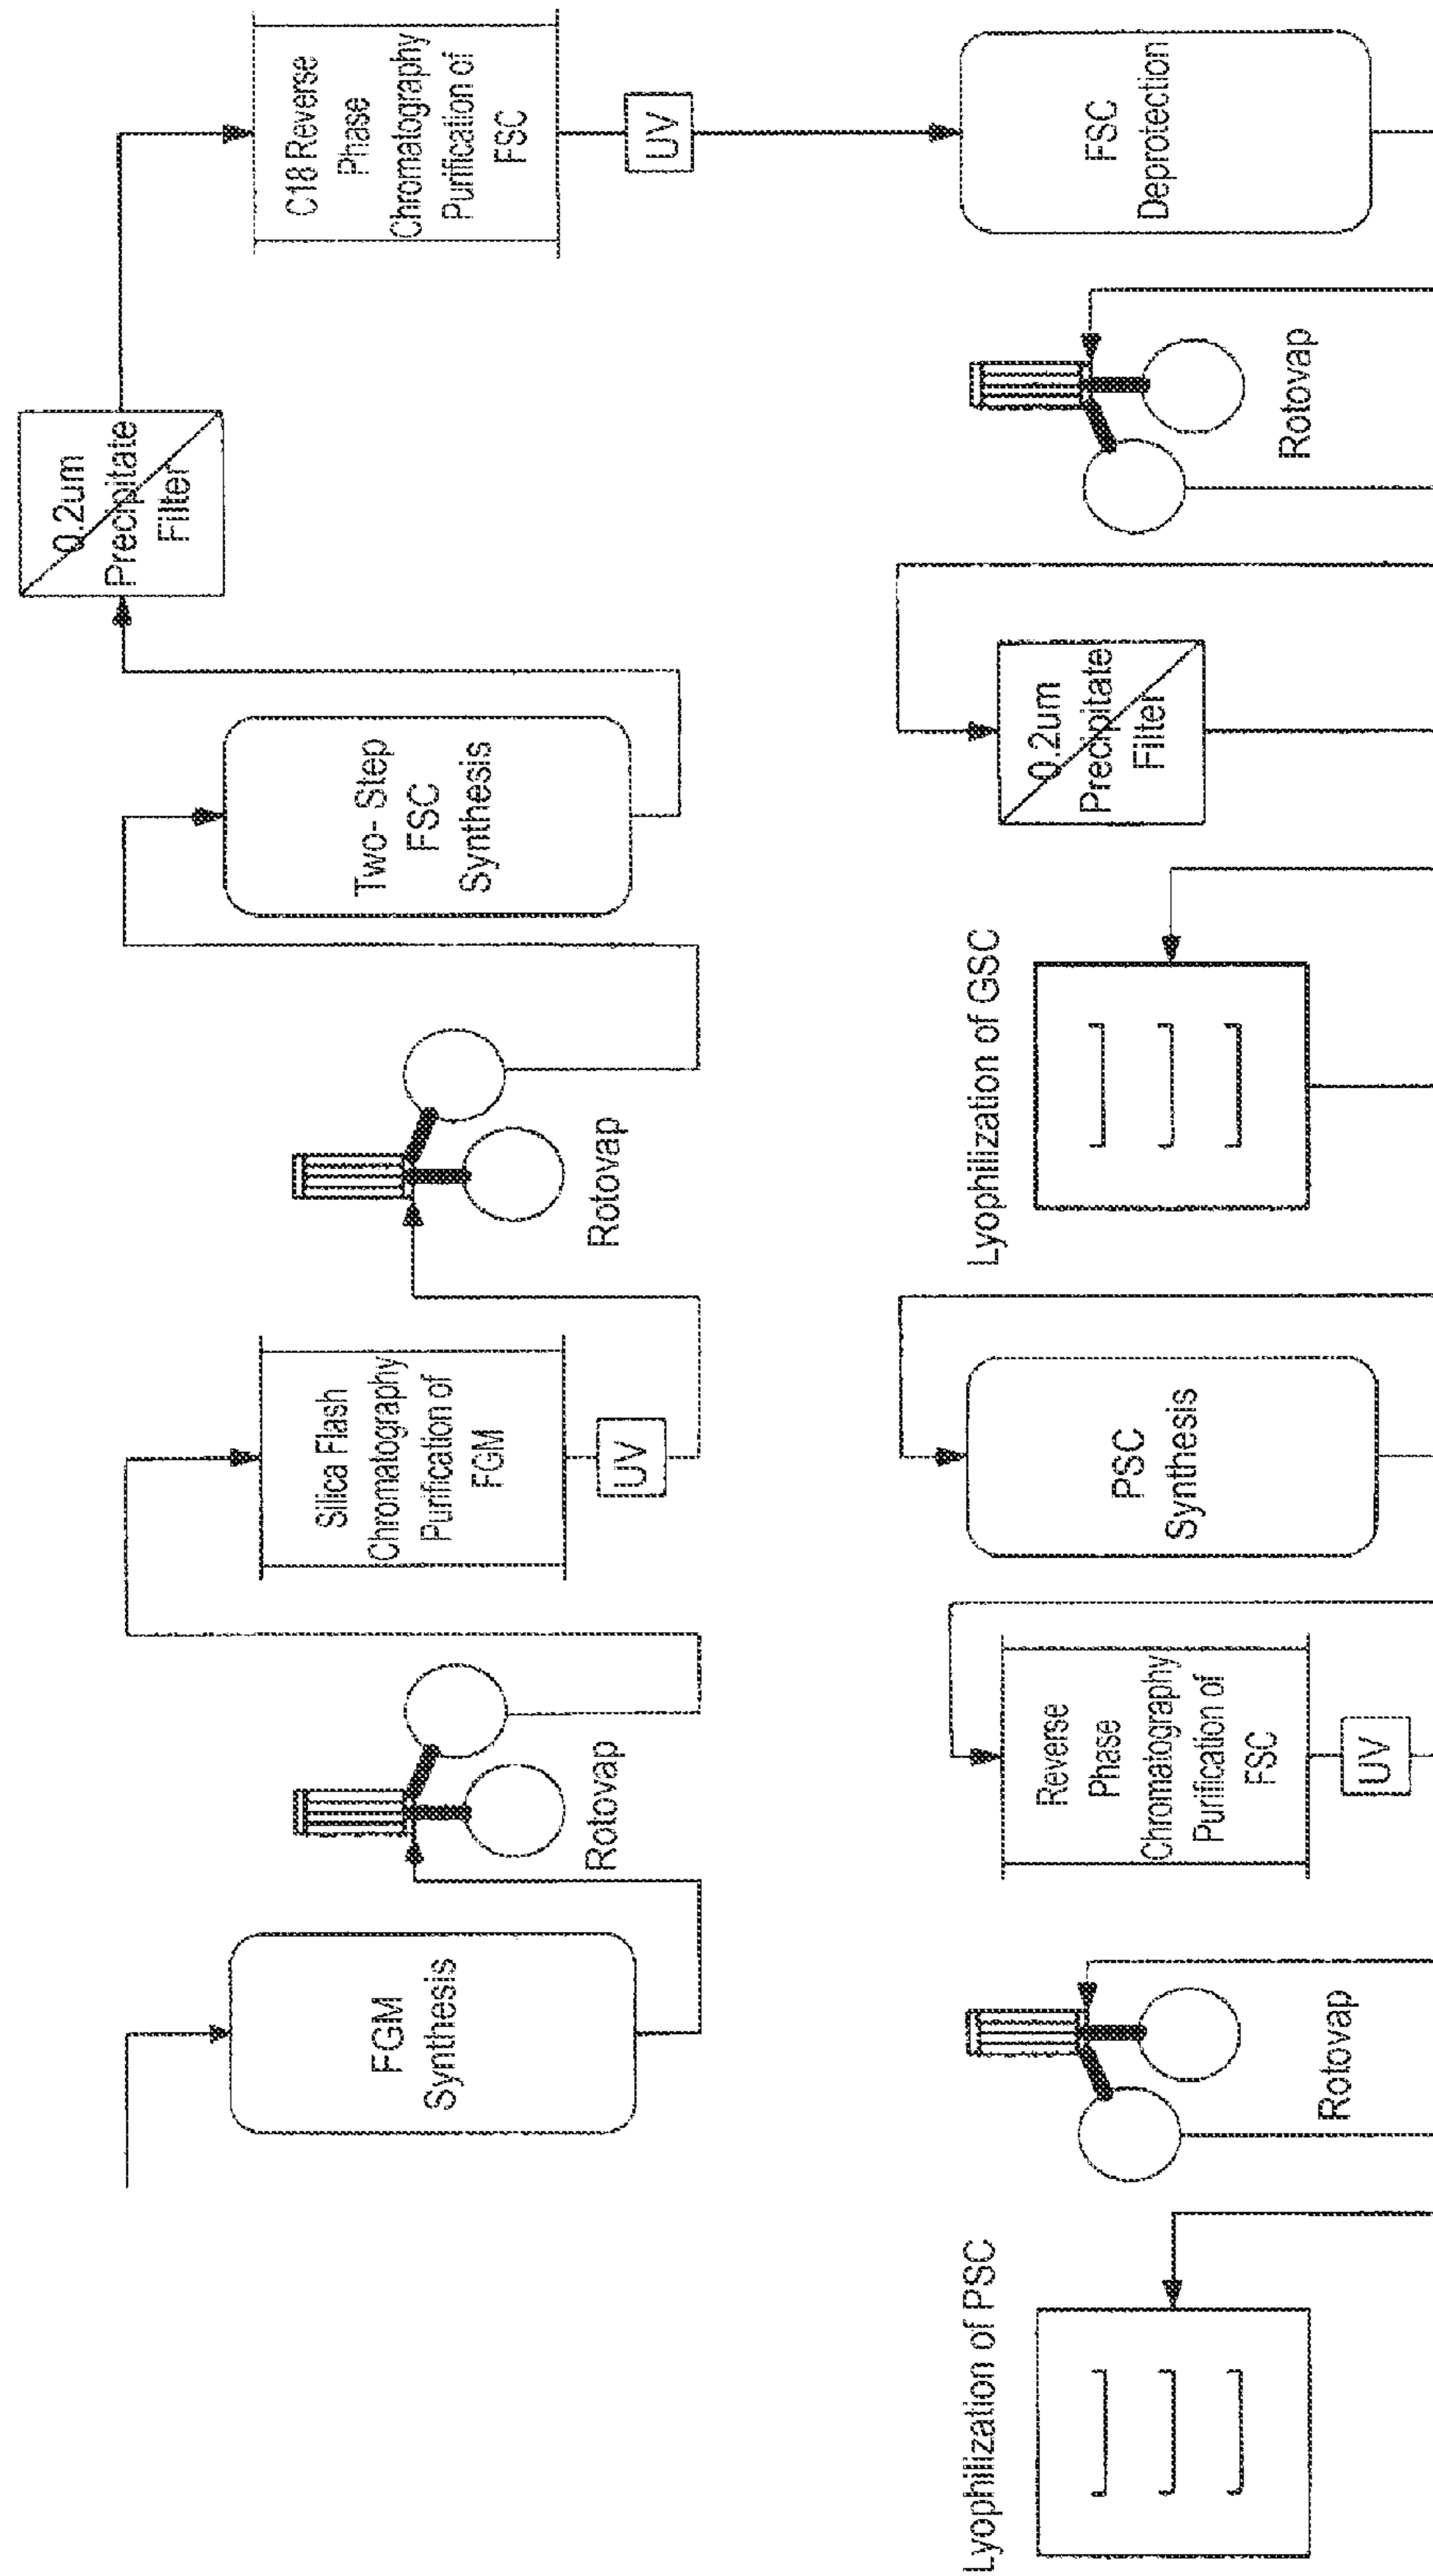 FGM
Synthesis
Rotovap
Silica Flash
Chromatography
Purification of
FGM
UV
Rotovap
Two- Step
FSC
Synthesis
0.2um
Precipitate
Filter
C18 Reverse
Phase
Chromatography
Purification of
FSC
UV
FSC
Deprotection
Rotovap
0.2um
Precipitate
Filter
Lyophilization of GSC
PSC
Synthesis
Reverse
Phase
Chromatography
Purification of
FSC
UV
Rotovap
Lyophilization of PSC